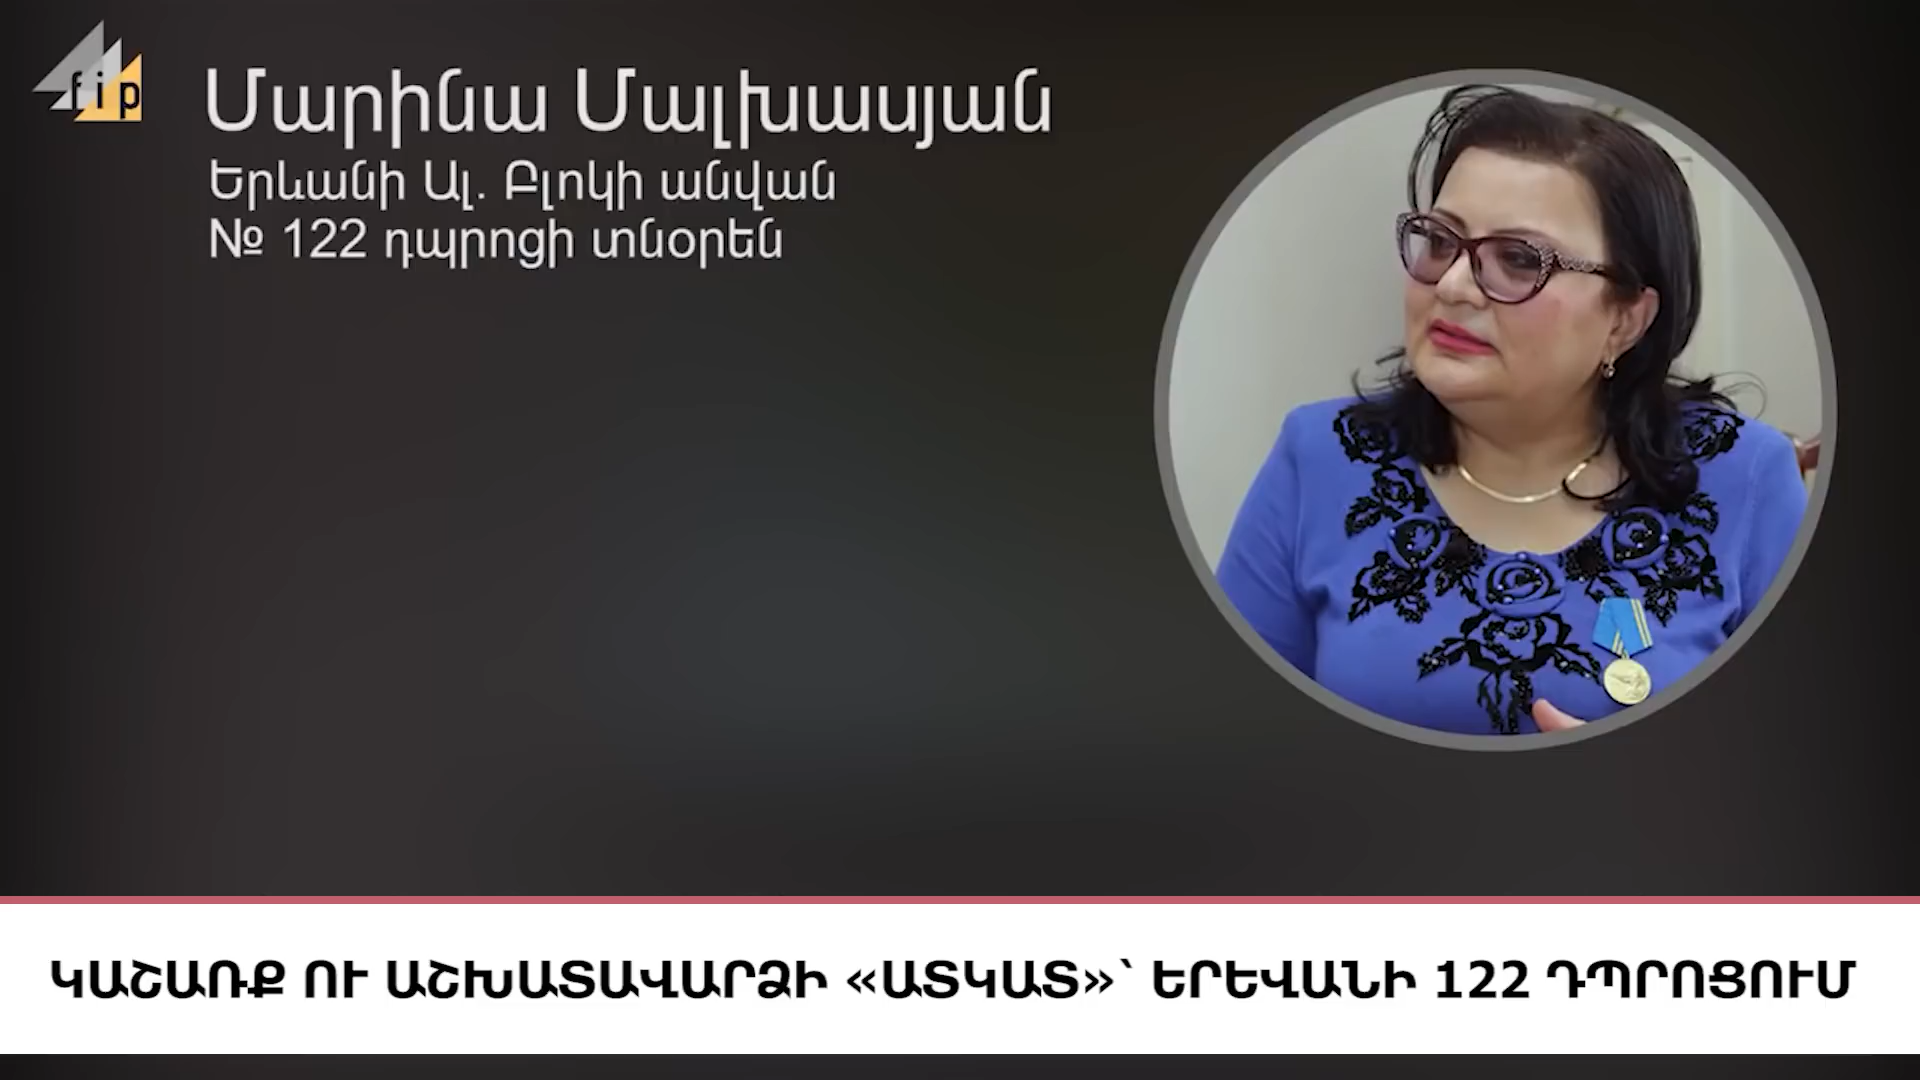 fip
Մարինա Մալխասյան
Երևանի Ալ. Բլոկի անվան
№ 122 դպրոցի տնօրեն
ԿԱՇԱՌՔ ՈՒ ԱՇԽԱՏԱՎԱՐՁԻ «ԱՏԿԱՏ»՝ ԵՐԵՎԱՆԻ 122 ԴՊՐՈՑՈՒՄ